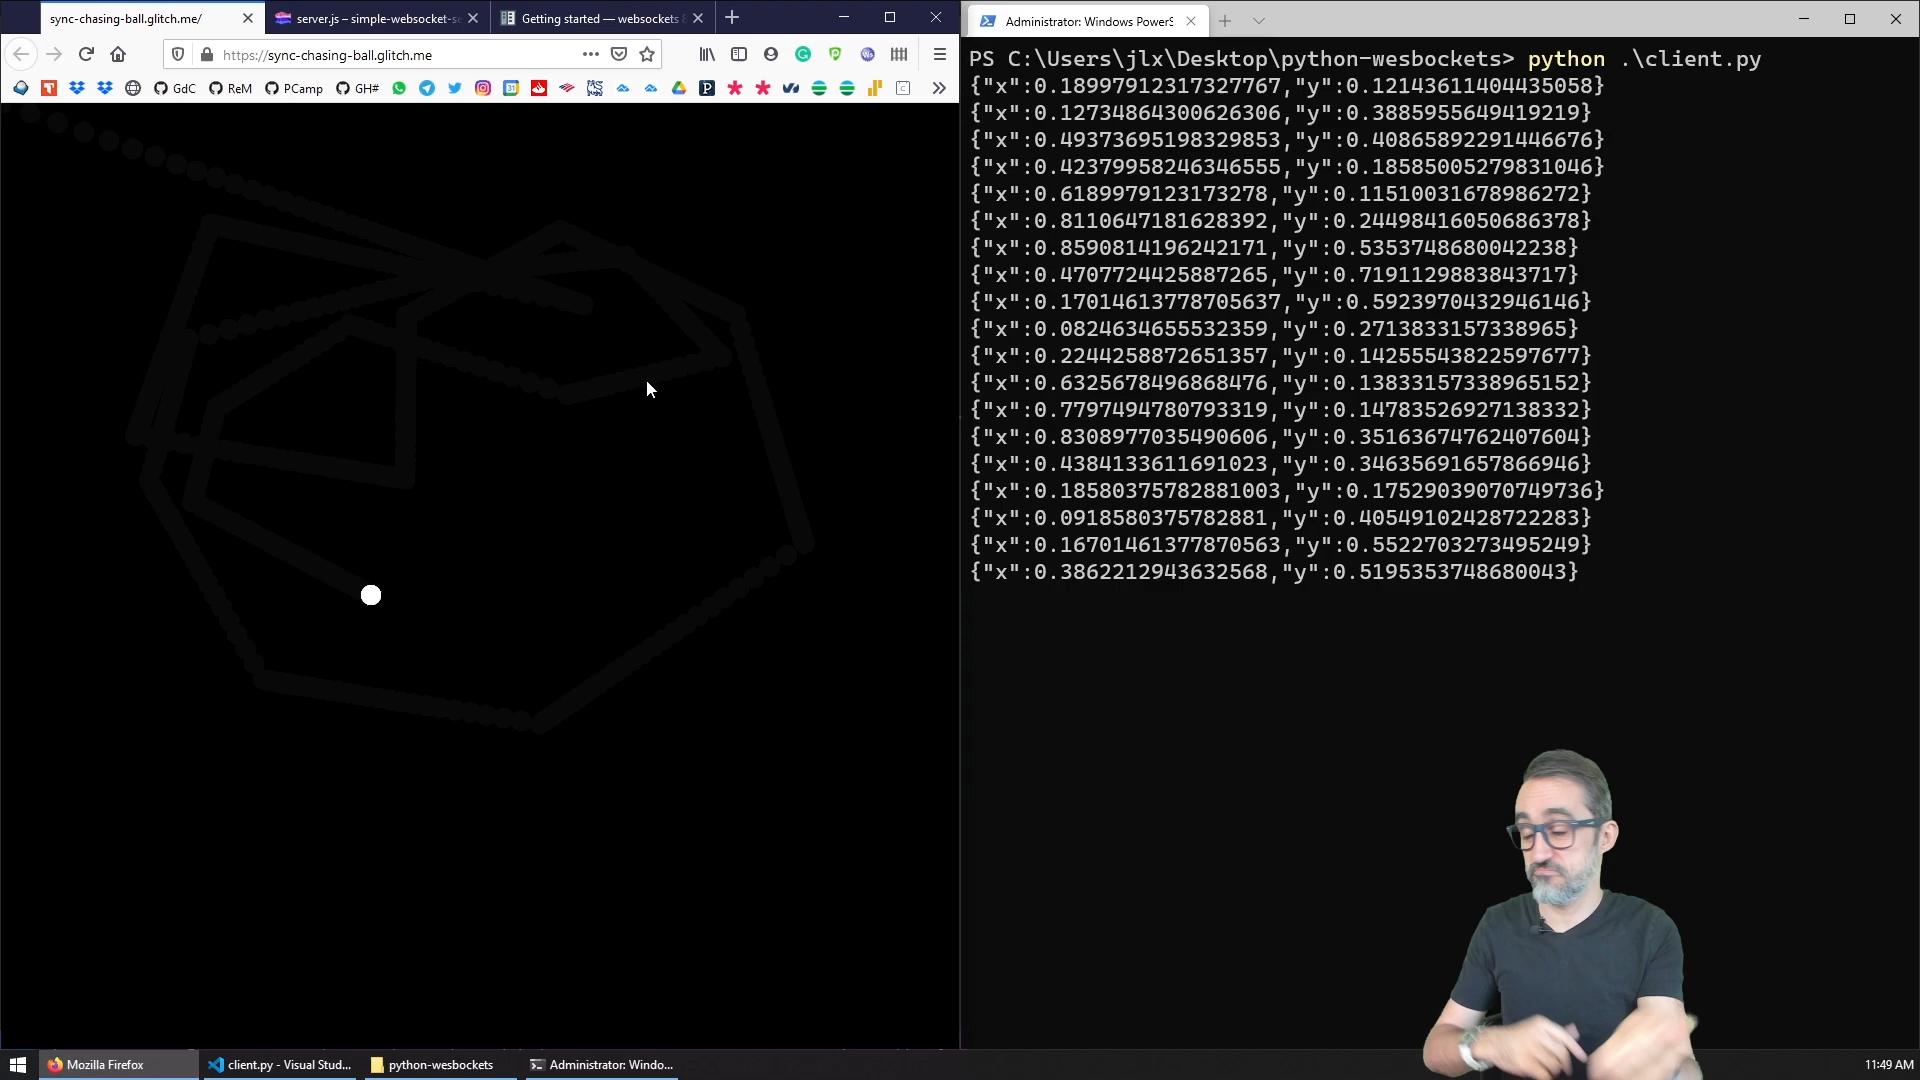 sync-chasing-ball.glitch.me/
server.js – simple-websocket-se
Getting started — websockets 8
https://sync-chasing-ball.glitch.me
GdC
ReM
PCamp
GH#
Administrator: Windows PowerS
PS C:\Users\jlx\Desktop\python-wesbockets> python .\client.py
{"x":0.18997912317327767,"y":0.12143611404435058}
{"x":0.12734864300626306,"y":0.3885955649419219}
{"x":0.49373695198329853,"y":0.40865892291446676}
{"x":0.42379958246346555,"y":0.18585005279831046}
{"x":0.6189979123173278,"y":0.11510031678986272}
{"x":0.8110647181628392,"y":0.24498416050686378}
{"x":0.8590814196242171,"y":0.5353748680042238}
{"x":0.4707724425887265,"y":0.7191129883843717}
{"x":0.17014613778705637,"y":0.5923970432946146}
{"x":0.0824634655532359,"y":0.2713833157338965}
{"x":0.2244258872651357,"y":0.14255543822597677}
{"x":0.6325678496868476,"y":0.13833157338965152}
{"x":0.7797494780793319,"y":0.14783526927138332}
{"x":0.8308977035490606,"y":0.35163674762407604}
{"x":0.4384133611691023,"y":0.34635691657866946}
{"x":0.18580375782881003,"y":0.17529039070749736}
{"x":0.0918580375782881,"y":0.405491024287222283}
{"x":0.16701461377870563,"y":0.5522703273495249}
{"x":0.3862212943632568,"y":0.5195353748680043}
Mozilla Firefox
client.py - Visual Stud...
python-wesbockets
Administrator: Windo...
11:49 AM